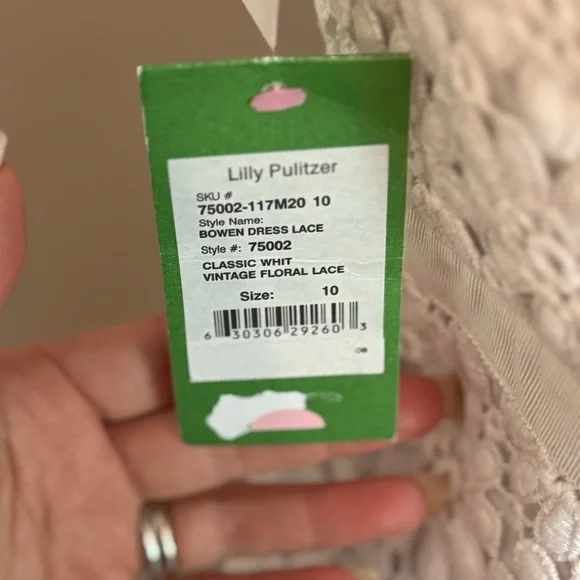 Lilly Pulitzer
SKU #
75002-117M20 10
Style Name:
BOWEN DRESS LACE
Style #: 75002
CLASSIC WHIT
VINTAGE FLORAL LACE
Size: 10
6 30306 29260 3